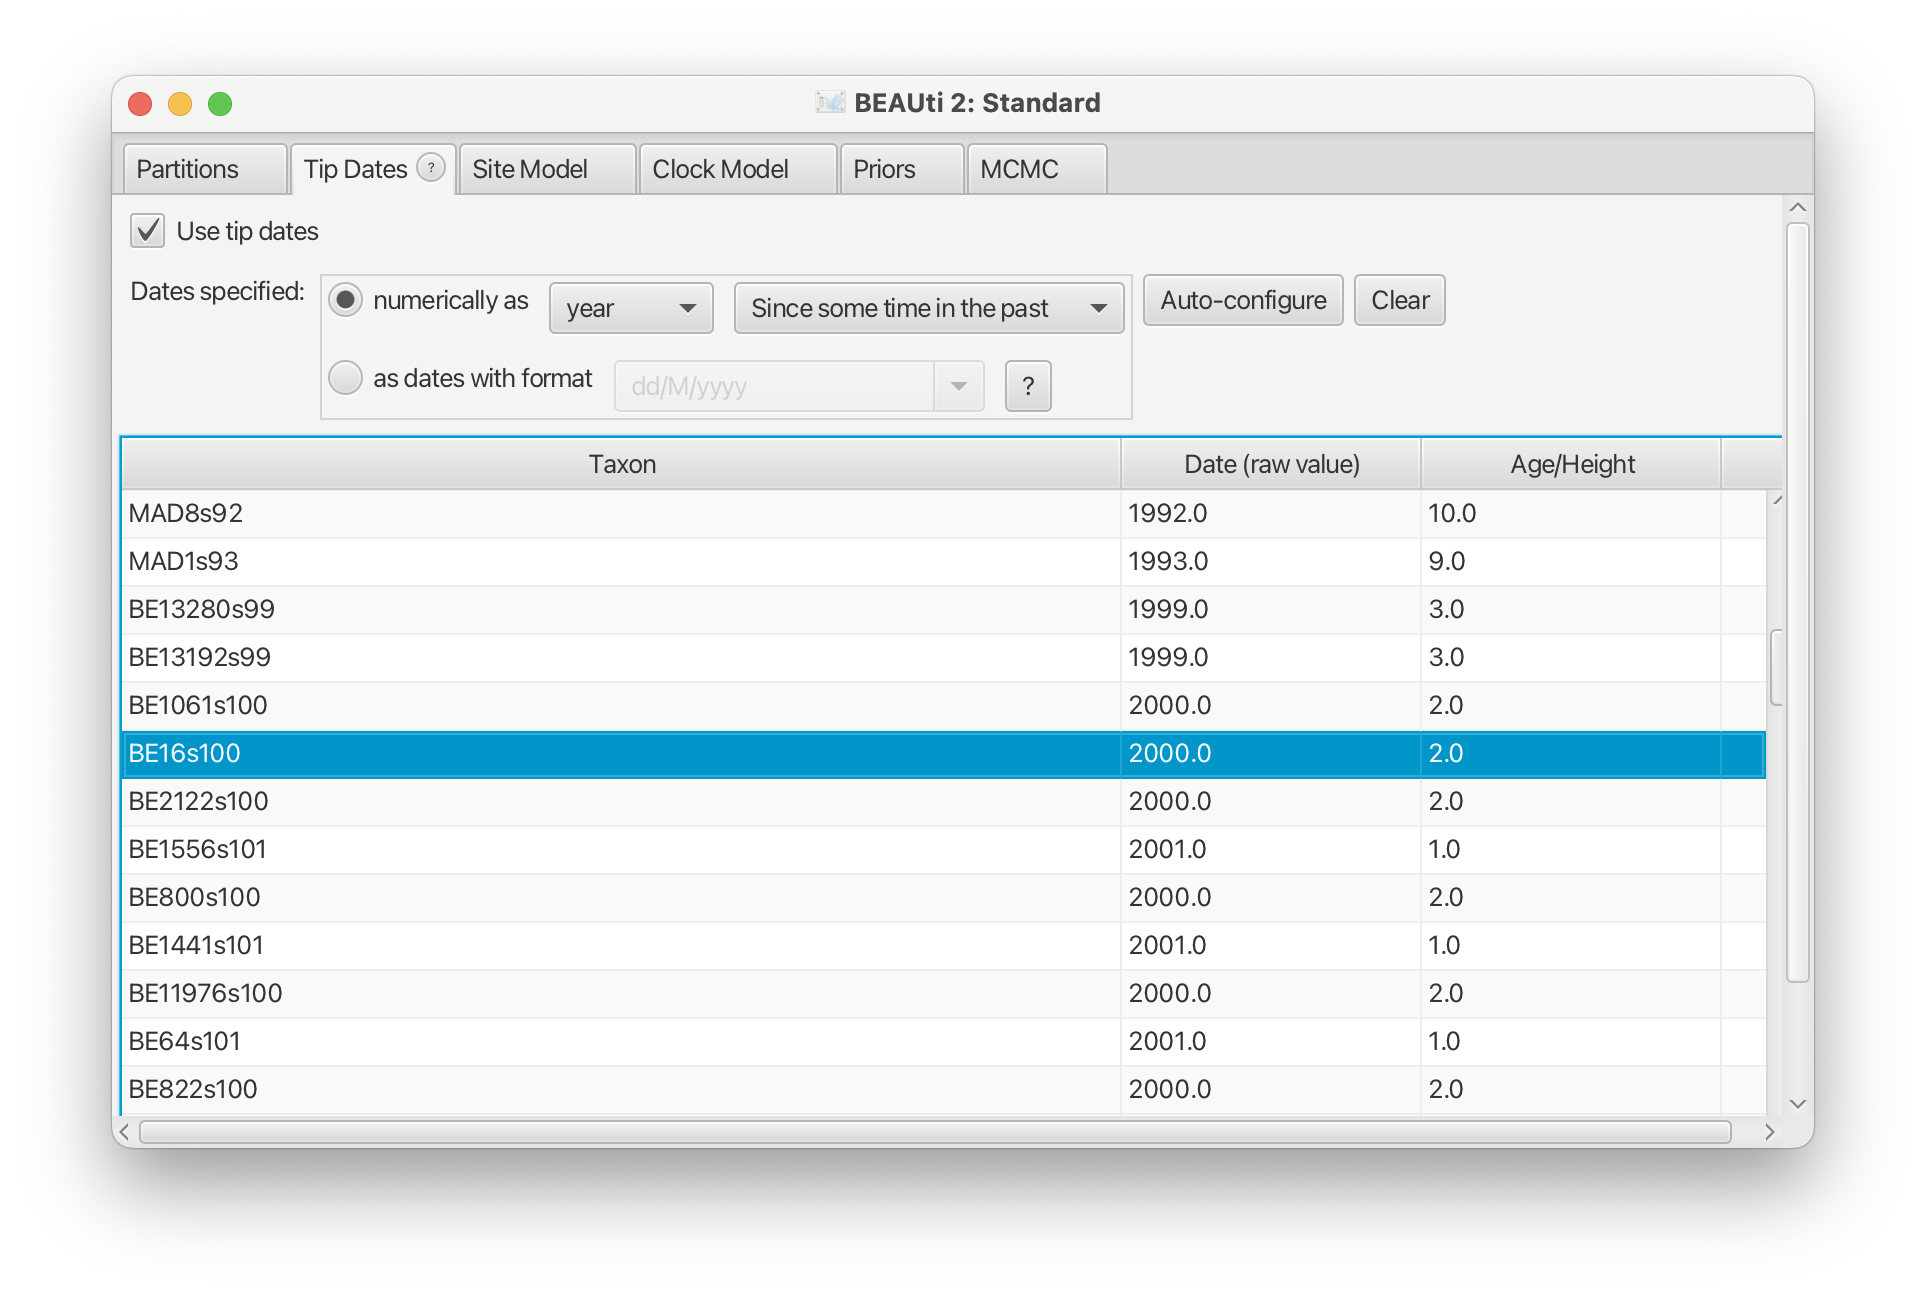 BEAUti 2: Standard
Partitions Tip Dates ? Site Model Clock Model Priors MCMC
Use tip dates
Dates specified: numerically as year Since some time in the past Auto-configure Clear
as dates with format dd/M/yyyy ?
Taxon Date (raw value) Age/Height
MAD8s92 1992.0 10.0
MAD1s93 1993.0 9.0
BE13280s99 1999.0 3.0
BE13192s99 1999.0 3.0
BE1061s100 2000.0 2.0
BE16s100 2000.0 2.0
BE2122s100 2000.0 2.0
BE1556s101 2001.0 1.0
BE800s100 2000.0 2.0
BE1441s101 2001.0 1.0
BE11976s100 2000.0 2.0
BE64s101 2001.0 1.0
BE822s100 2000.0 2.0